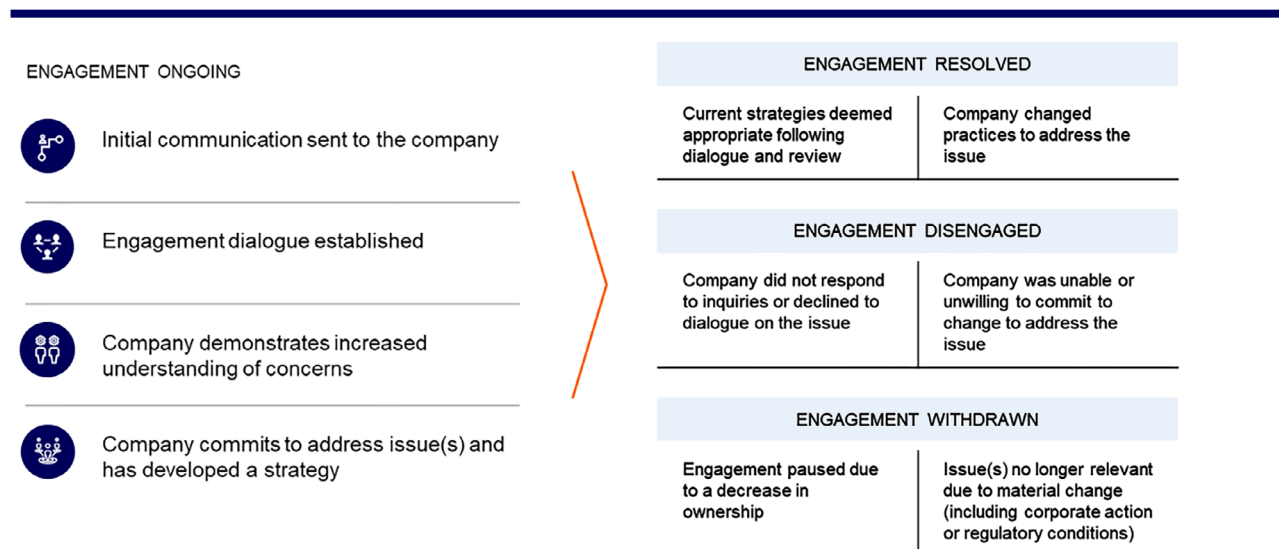 ENGAGEMENT ONGOING
Initial communication sent to the company
Engagement dialogue established
Company demonstrates increased
understanding of concerns
Company commits to address issue(s) and
has developed a strategy
ENGAGEMENT RESOLVED
Current strategies deemed
appropriate following
dialogue and review
Company changed
practices to address the
issue
ENGAGEMENT DISENGAGED
Company did not respond
to inquiries or declined to
dialogue on the issue
Company was unable or
unwilling to commit to
change to address the
issue
ENGAGEMENT WITHDRAWN
Engagement paused due
to a decrease in
ownership
Issue(s) no longer relevant
due to material change
(including corporate action
or regulatory conditions)